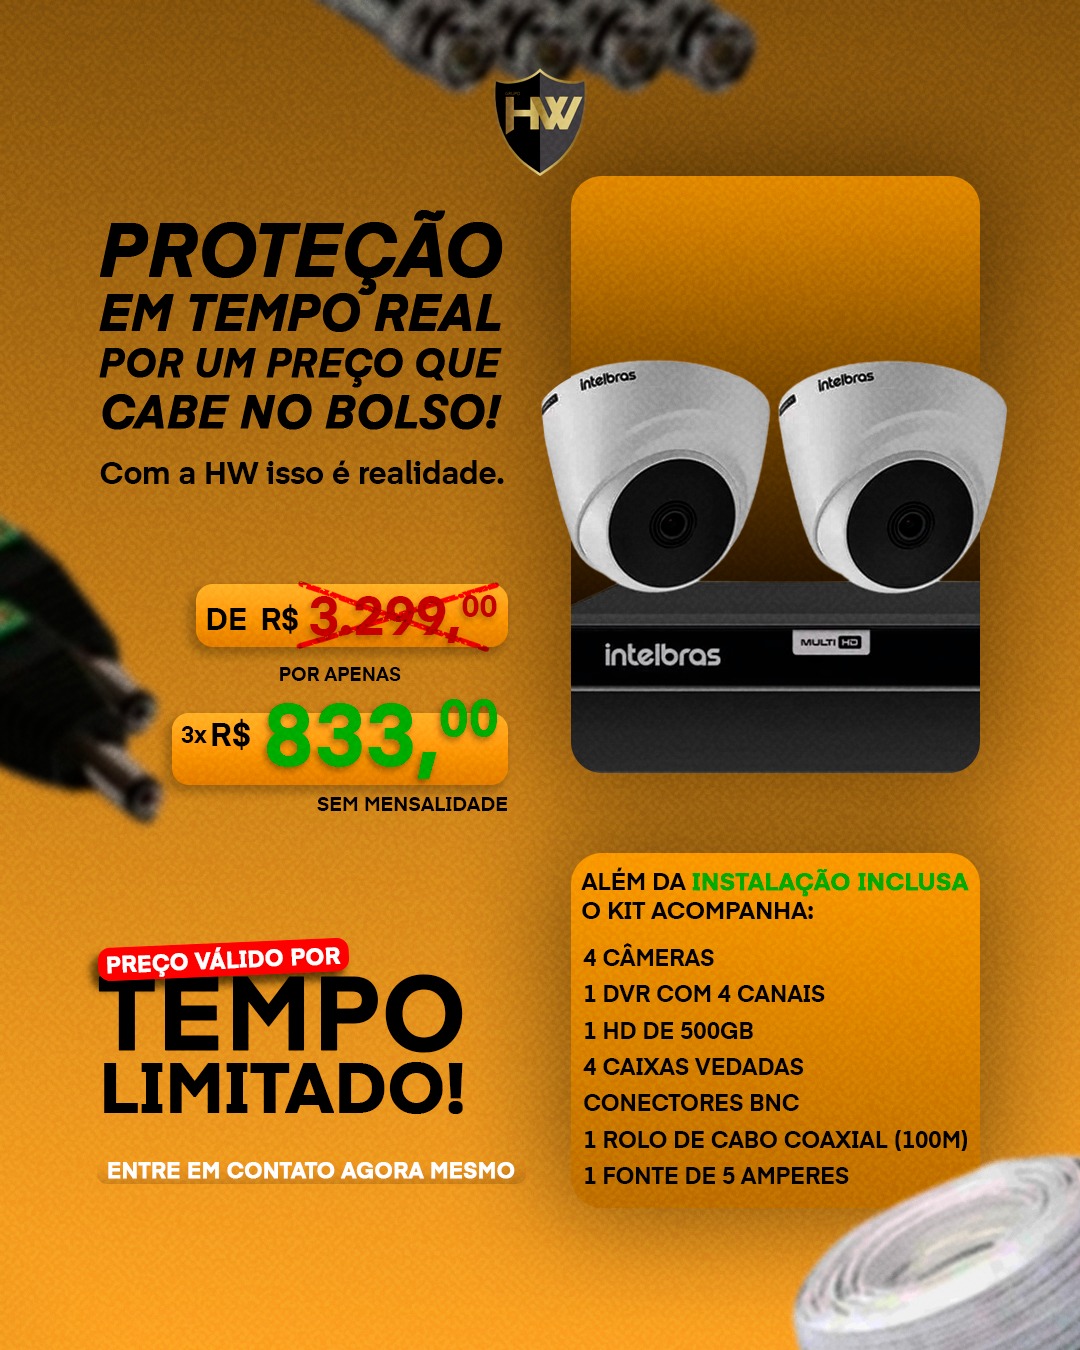 HW
PROTEÇÃO
EM TEMPO REAL
POR UM PREÇO QUE
CABE NO BOLSO!
Com a HW isso é realidade.
intelbras
intelbras
DE R$ 3.299,00
POR APENAS
3x R$ 833,00
SEM MENSALIDADE
intelbras
MULTI HD
ALÉM DA INSTALAÇÃO INCLUSA
O KIT ACOMPANHA:
4 CÂMERAS
1 DVR COM 4 CANAIS
1 HD DE 500GB
4 CAIXAS VEDADAS
CONECTORES BNC
1 ROLO DE CABO COAXIAL (100M)
1 FONTE DE 5 AMPERES
PREÇO VÁLIDO POR
TEMPO
LIMITADO!
ENTRE EM CONTATO AGORA MESMO